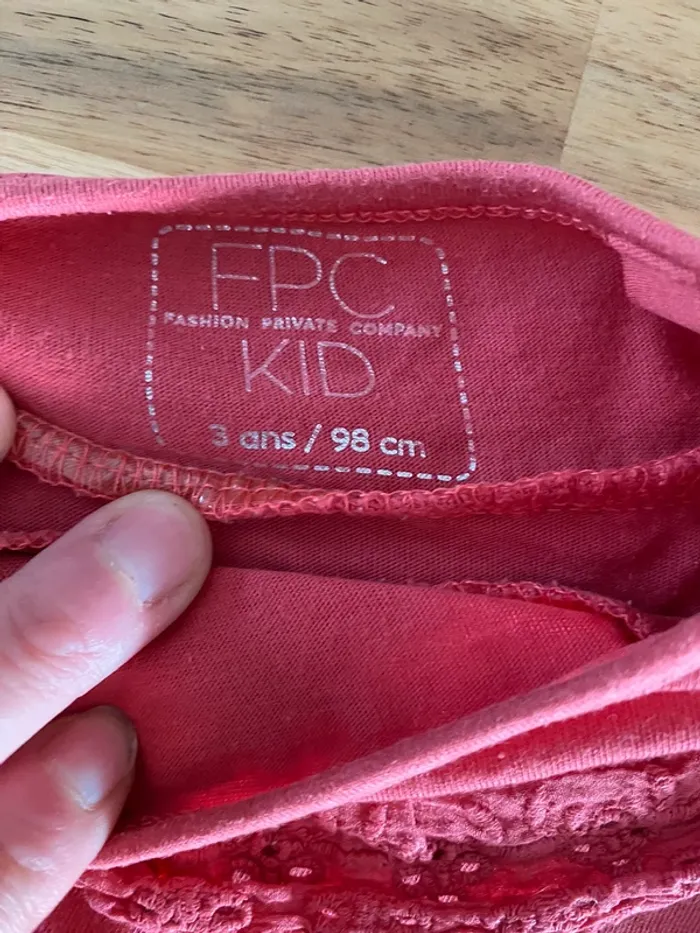 FPC
FASHION PRIVATE COMPANY
KID
3 ans / 98 cm